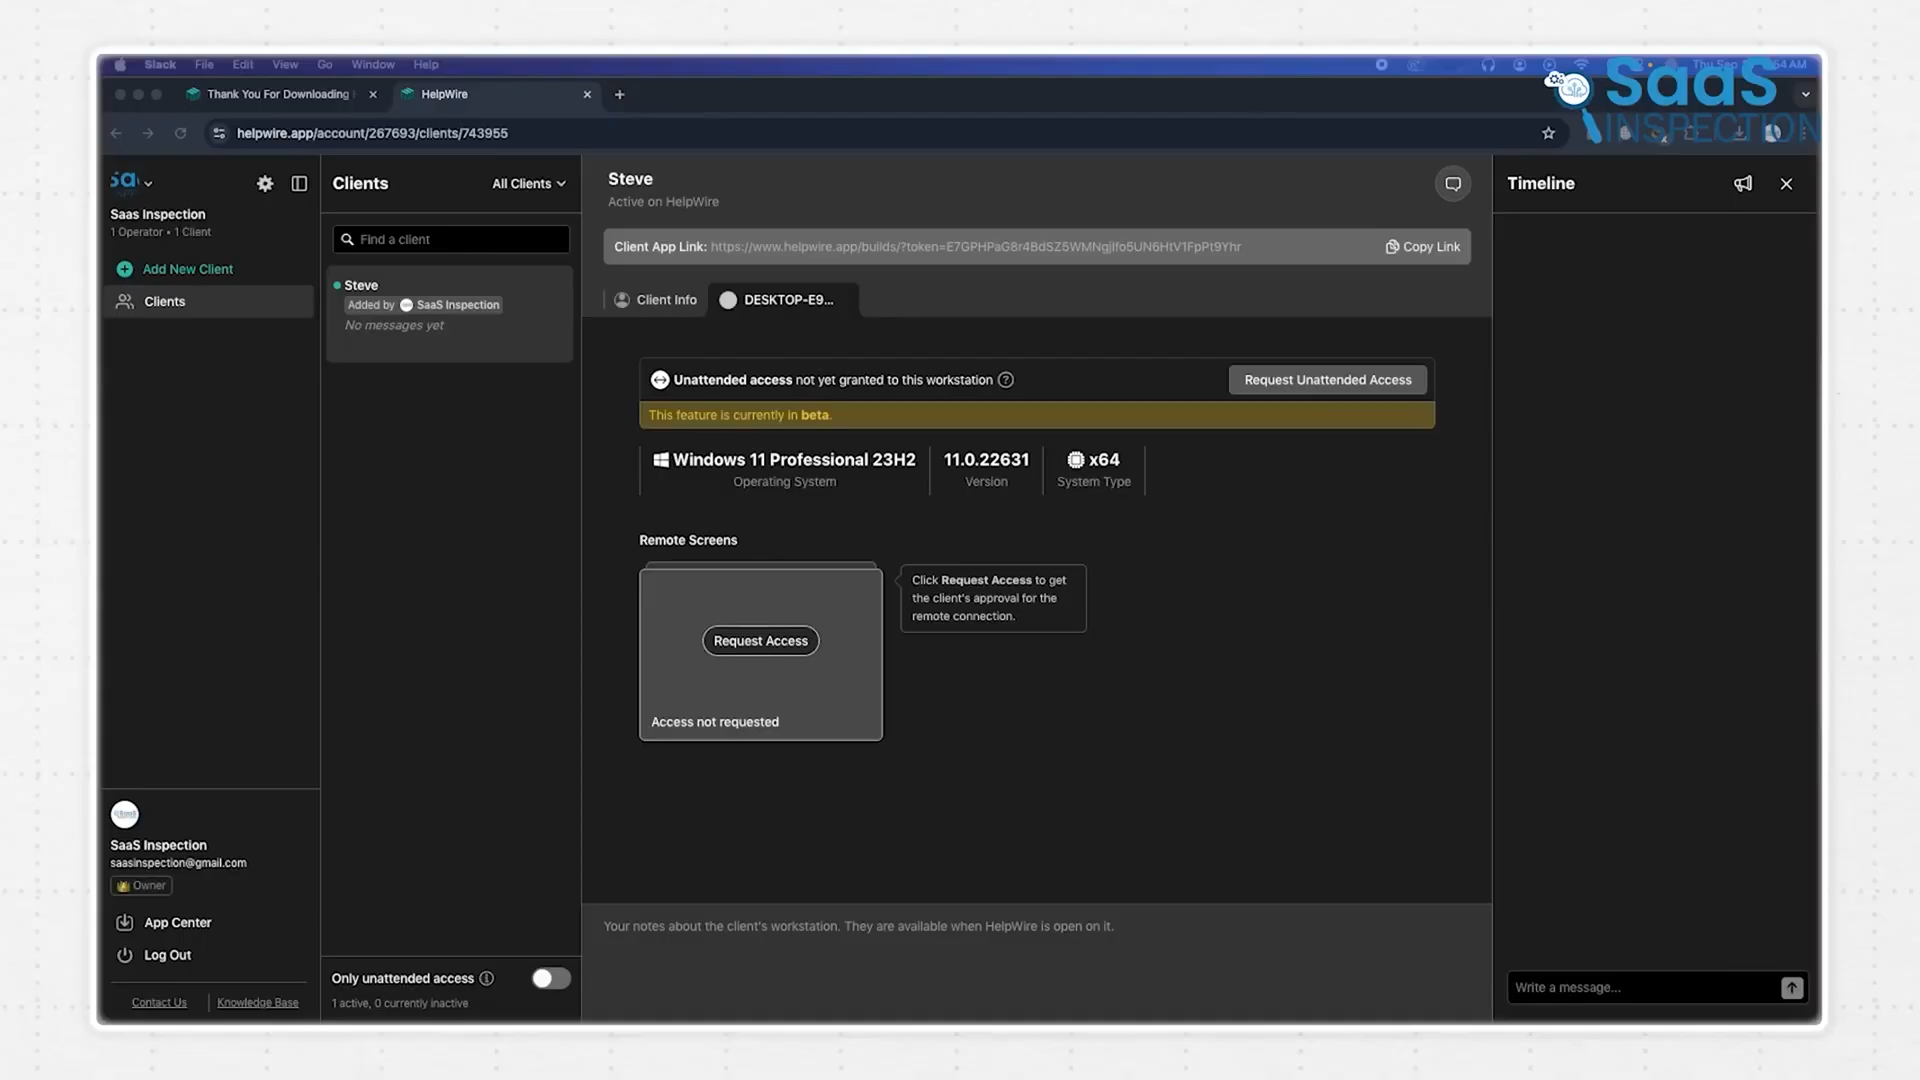 Slack File Edit View Go Window Help
SaaS
INSPECTION
Thank You For Downloading
HelpWire
helpwire.app/account/267693/clients/743955
Saas Inspection
1 Operator • 1 Client
Add New Client
Clients
Clients
All Clients
Find a client
Steve
Added by SaaS Inspection
No messages yet
Steve
Active on HelpWire
Client App Link: https://www.helpwire.app/builds/?token=E7GPHPaG8r4BdSZ5WMNgjIfo5UN6HtV1FpPt9Yhr
Copy Link
Client Info
DESKTOP-E9...
Unattended access not yet granted to this workstation
Request Unattended Access
This feature is currently in beta.
Windows 11 Professional 23H2
Operating System
11.0.22631
Version
x64
System Type
Remote Screens
Request Access
Access not requested
Click Request Access to get
the client's approval for the
remote connection.
Your notes about the client's workstation. They are available when HelpWire is open on it.
Timeline
Write a message...
SaaS Inspection
saasinspection@gmail.com
Owner
App Center
Log Out
Contact Us
Knowledge Base
Only unattended access
1 active, 0 currently inactive